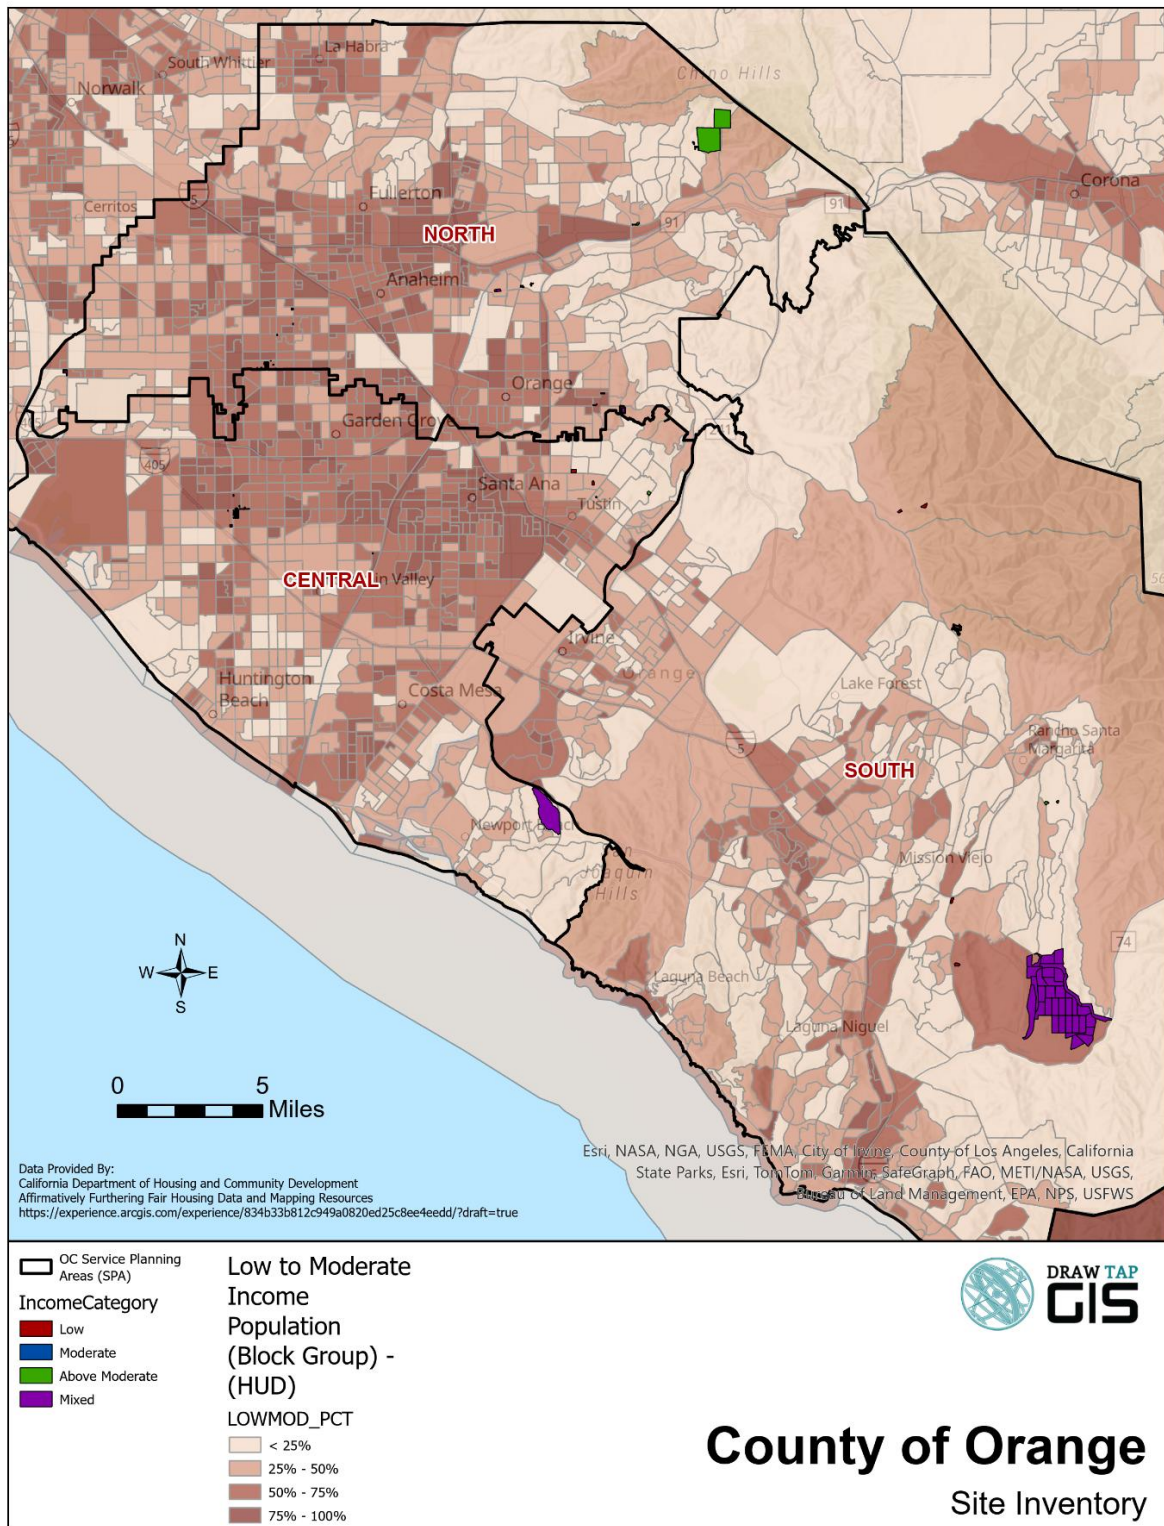 La Habra
South Whittier
Norwalk
Chino Hills
Corona
Fullerton
5
Cerritos
91
NORTH
91
Anaheim
Orange
Garden Grove
405
405
241
Santa Ana
Tustin
CENTRAL
in Valley
Irvine
Orange
Lake Forest
Huntington
Beach
Costa Mesa
Rancho Santa
Margarita
5
SOUTH
Newport Beach
Mission Viejo
San
Joaquin
Hills
74
Laguna Beach
Laguna Niguel
N
W E
S
0 5
Miles
Esri, NASA, NGA, USGS, FEMA, City of Irvine, County of Los Angeles, California
State Parks, Esri, TomTom, Garmin, SafeGraph, FAO, METI/NASA, USGS,
Bureau of Land Management, EPA, NPS, USFWS
Data Provided By:
California Department of Housing and Community Development
Affirmatively Furthering Fair Housing Data and Mapping Resources
https://experience.arcgis.com/experience/834b33b812c949a0820ed25c8ee4eedd/?draft=true
OC Service Planning
Areas (SPA)
IncomeCategory
Low
Moderate
Above Moderate
Mixed
Low to Moderate
Income
Population
(Block Group) -
(HUD)
LOWMOD_PCT
< 25%
25% - 50%
50% - 75%
75% - 100%
DRAW TAP
GIS
County of Orange
Site Inventory